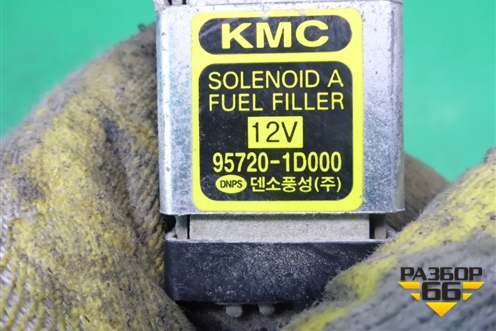 KMC
SOLENOID A
FUEL FILLER
12V
95720-1D000
DNPS 덴소풍성(주)
РАЗБОР
66